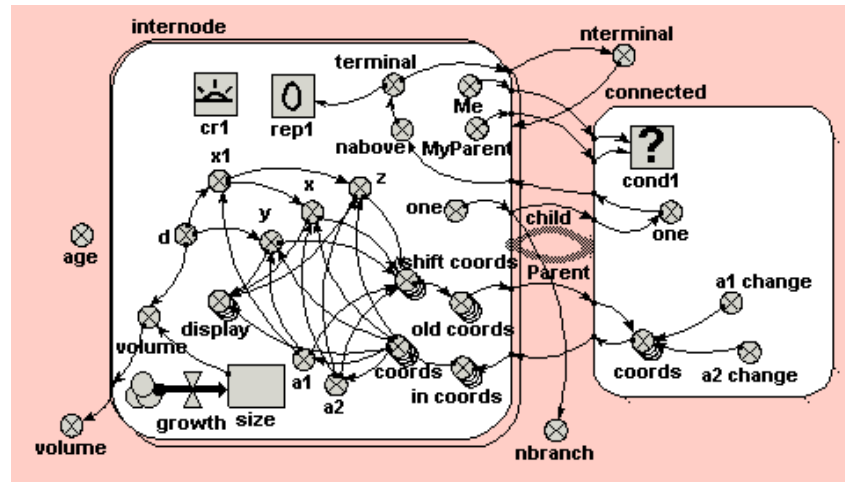 internode
nterminal
terminal
connected
cr1
rep1
Me
nabove
MyParent
x1
x
z
cond1
one
child
one
y
d
age
shift coords
Parent
a1 change
display
old coords
volume
a1
coords
in coords
coords
a2 change
a2
growth
size
volume
nbranch